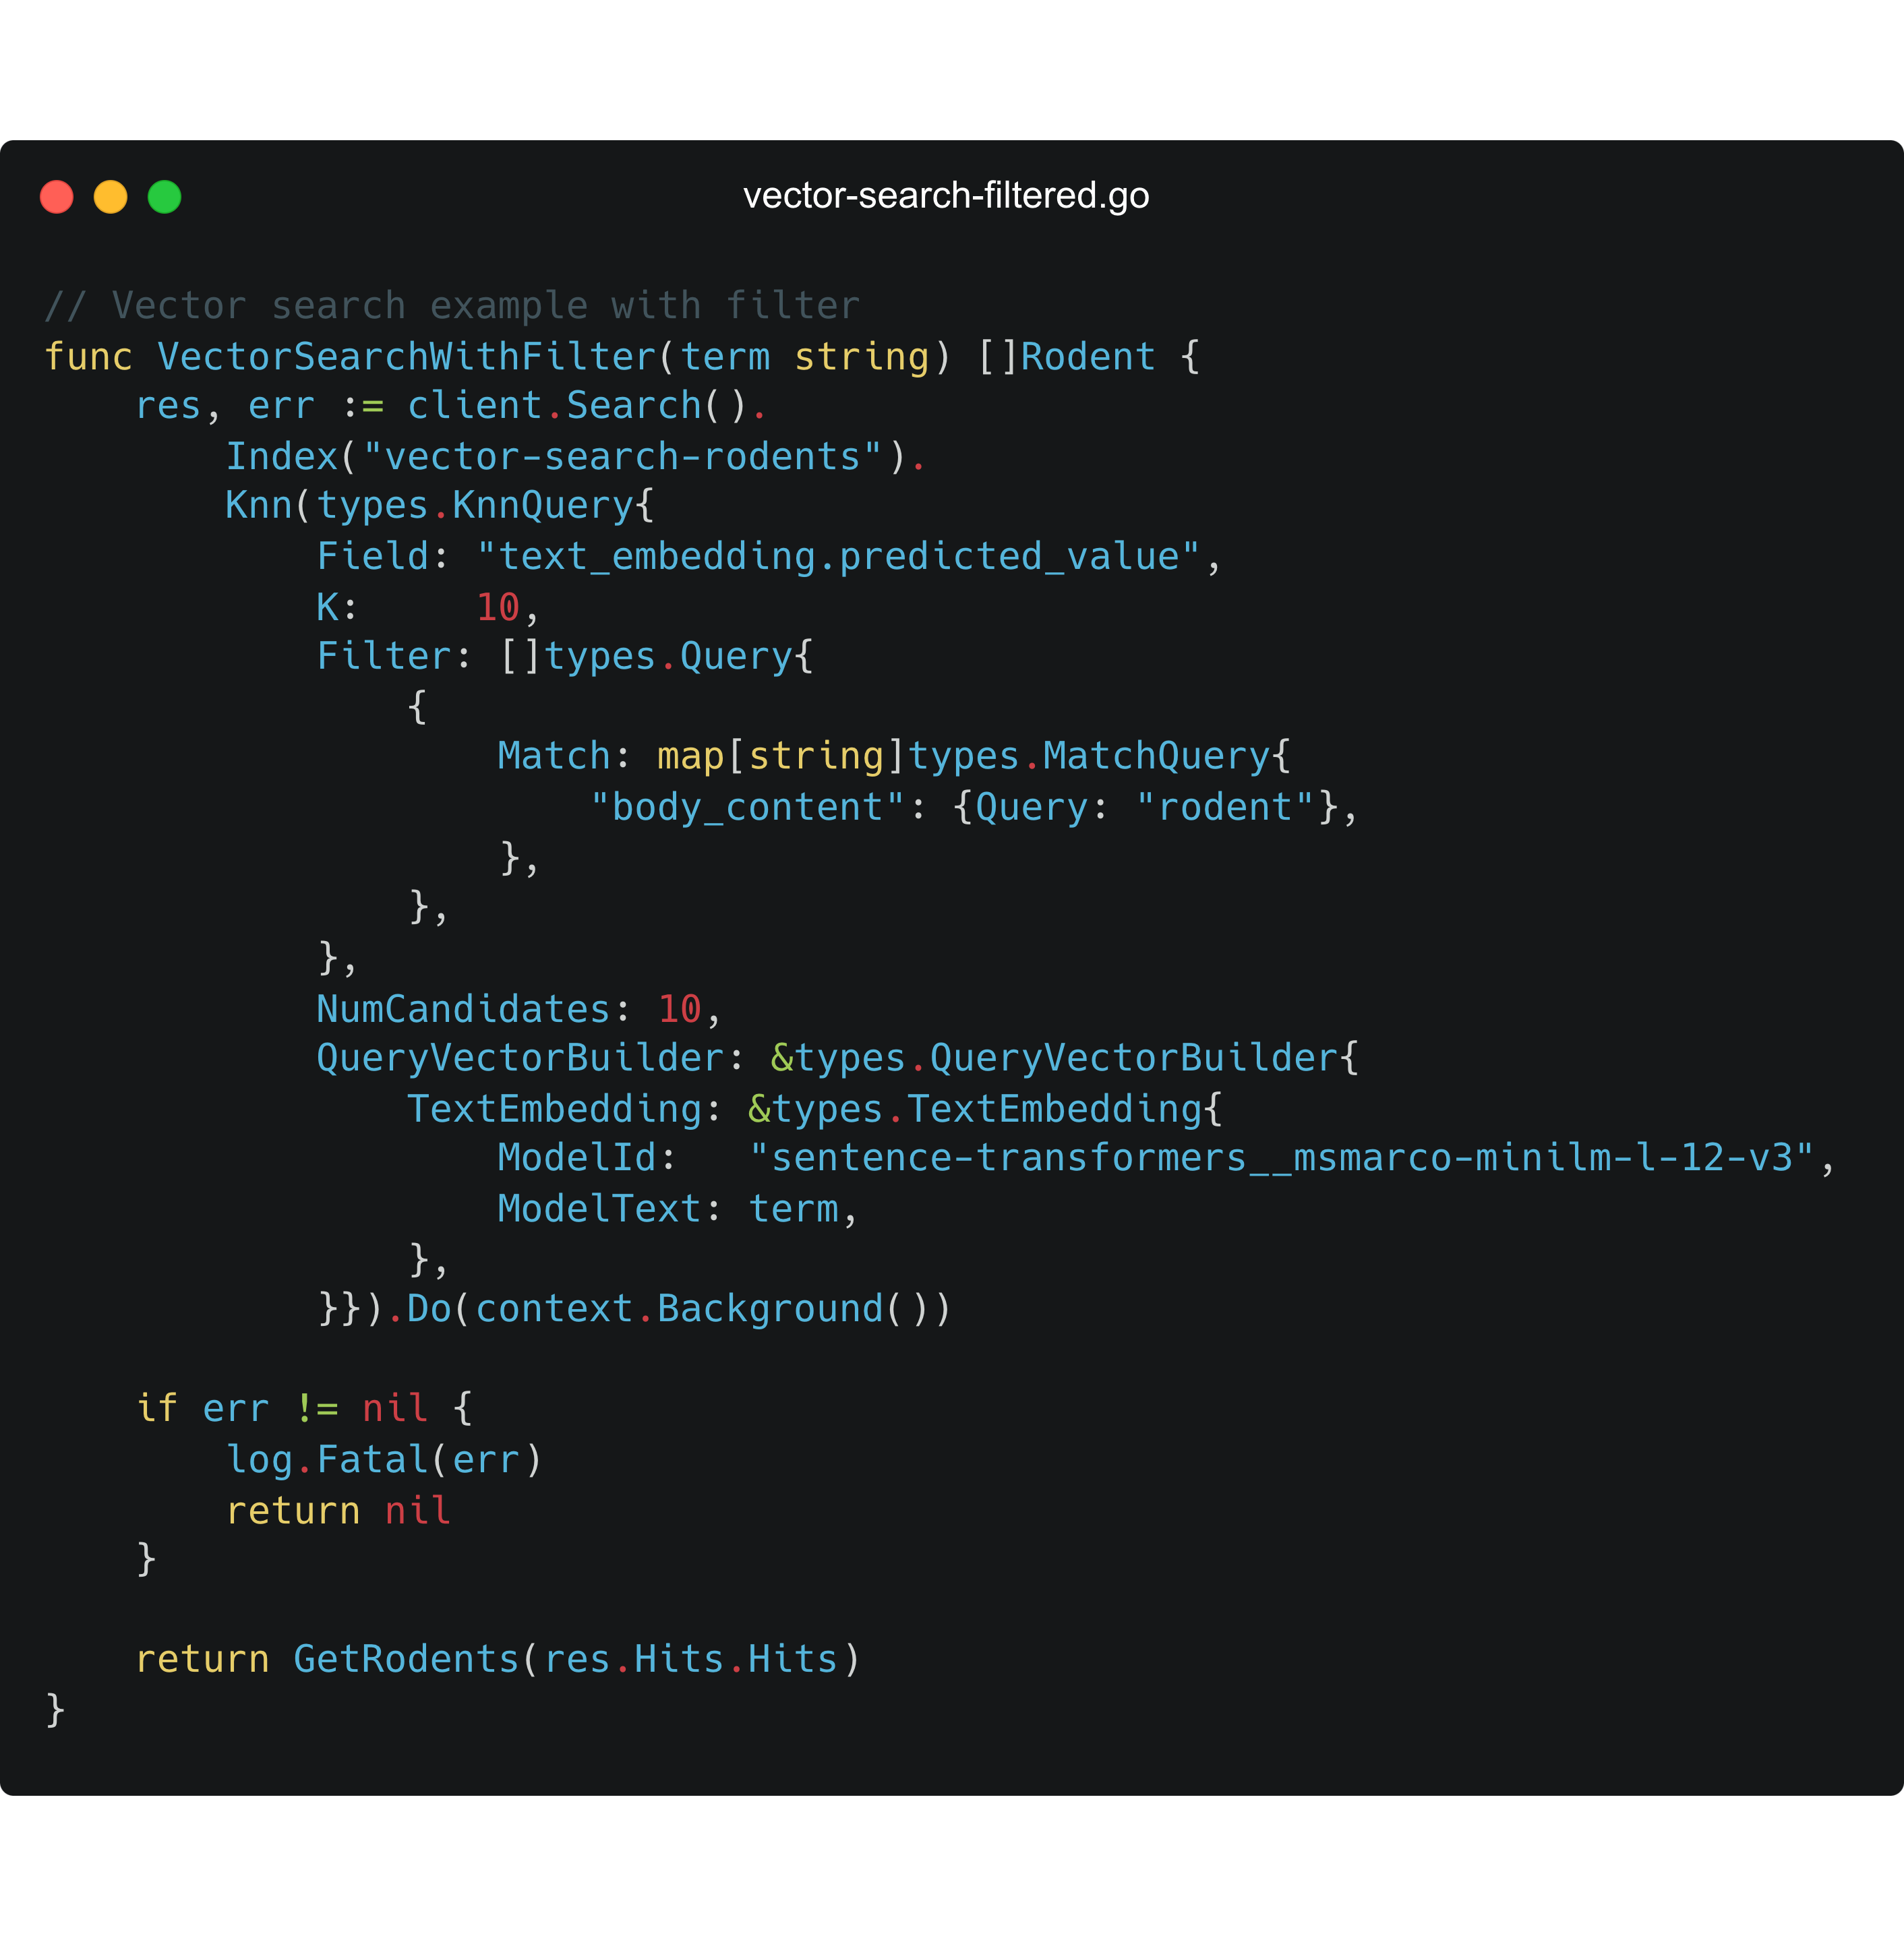 vector-search-filtered.go
// Vector search example with filter
func VectorSearchWithFilter(term string) []Rodent {
    res, err := client.Search().
        Index("vector-search-rodents").
        Knn(types.KnnQuery{
            Field: "text_embedding.predicted_value",
            K:     10,
            Filter: []types.Query{
                {
                    Match: map[string]types.MatchQuery{
                        "body_content": {Query: "rodent"},
                    },
                },
            },
            NumCandidates: 10,
            QueryVectorBuilder: &types.QueryVectorBuilder{
                TextEmbedding: &types.TextEmbedding{
                    ModelId:   "sentence-transformers__msmarco-minilm-l-12-v3",
                    ModelText: term,
                },
            }}).Do(context.Background())

    if err != nil {
        log.Fatal(err)
        return nil
    }

    return GetRodents(res.Hits.Hits)
}